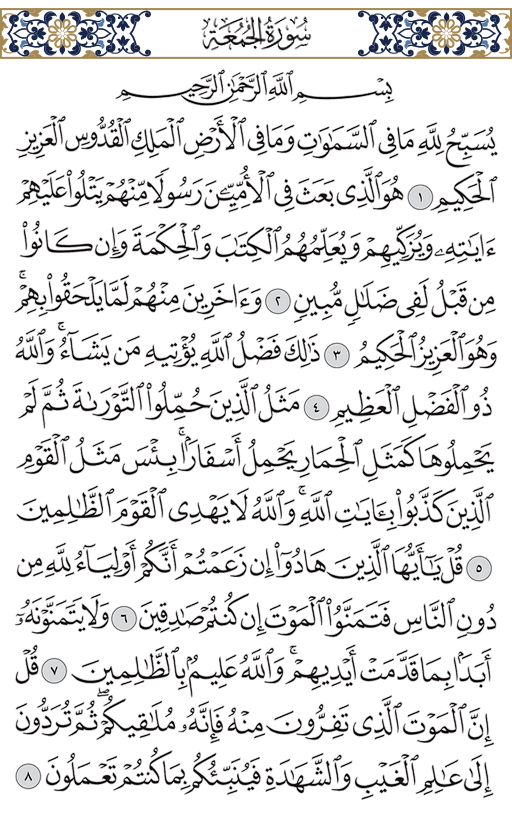 سُورَةُ الجُمُعَةِ
بِسْمِ ٱللَّهِ ٱلرَّحْمَٰنِ ٱلرَّحِيمِ
يُسَبِّحُ لِلَّهِ مَا فِي ٱلسَّمَٰوَٰتِ وَمَا فِي ٱلْأَرْضِ ٱلْمَلِكِ ٱلْقُدُّوسِ ٱلْعَزِيزِ
ٱلْحَكِيمِ ١ هُوَ ٱلَّذِي بَعَثَ فِي ٱلْأُمِّيِّـۧنَ رَسُولًا مِّنْهُمْ يَتْلُوا۟ عَلَيْهِمْ
ءَايَٰتِهِۦ وَيُزَكِّيهِمْ وَيُعَلِّمُهُمُ ٱلْكِتَٰبَ وَٱلْحِكْمَةَ وَإِن كَانُوا۟
مِن قَبْلُ لَفِي ضَلَٰلٍ مُّبِينٍ ٢ وَءَاخَرِينَ مِنْهُمْ لَمَّا يَلْحَقُوا۟ بِهِمْۚ
وَهُوَ ٱلْعَزِيزُ ٱلْحَكِيمُ ٣ ذَٰلِكَ فَضْلُ ٱللَّهِ يُؤْتِيهِ مَن يَشَآءُۚ وَٱللَّهُ
ذُو ٱلْفَضْلِ ٱلْعَظِيمِ ٤ مَثَلُ ٱلَّذِينَ حُمِّلُوا۟ ٱلتَّوْرَىٰةَ ثُمَّ لَمْ
يَحْمِلُوهَا كَمَثَلِ ٱلْحِمَارِ يَحْمِلُ أَسْفَارًۢاۚ بِئْسَ مَثَلُ ٱلْقَوْمِ
ٱلَّذِينَ كَذَّبُوا۟ بِـَٔايَٰتِ ٱللَّهِۚ وَٱللَّهُ لَا يَهْدِي ٱلْقَوْمَ ٱلظَّٰلِمِينَ
٥ قُلْ يَٰٓأَيُّهَا ٱلَّذِينَ هَادُوٓا۟ إِن زَعَمْتُمْ أَنَّكُمْ أَوْلِيَآءُ لِلَّهِ مِن
دُونِ ٱلنَّاسِ فَتَمَنَّوُا۟ ٱلْمَوْتَ إِن كُنتُمْ صَٰدِقِينَ ٦ وَلَا يَتَمَنَّوْنَهُۥٓ
أَبَدًۢا بِمَا قَدَّمَتْ أَيْدِيهِمْۚ وَٱللَّهُ عَلِيمٌۢ بِٱلظَّٰلِمِينَ ٧ قُلْ
إِنَّ ٱلْمَوْتَ ٱلَّذِي تَفِرُّونَ مِنْهُ فَإِنَّهُۥ مُلَٰقِيكُمْۖ ثُمَّ تُرَدُّونَ
إِلَىٰ عَٰلِمِ ٱلْغَيْبِ وَٱلشَّهَٰدَةِ فَيُنَبِّئُكُم بِمَا كُنتُمْ تَعْمَلُونَ ٨